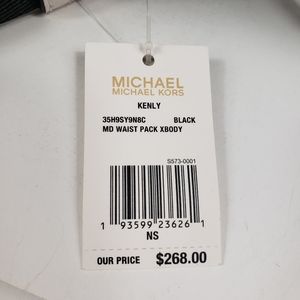 MICHAEL
MICHAEL KORS
KENLY
35H9SY9N8C BLACK
MD WAIST PACK XBODY
S573-0001
1 93599 23626 1
NS
OUR PRICE $268.00